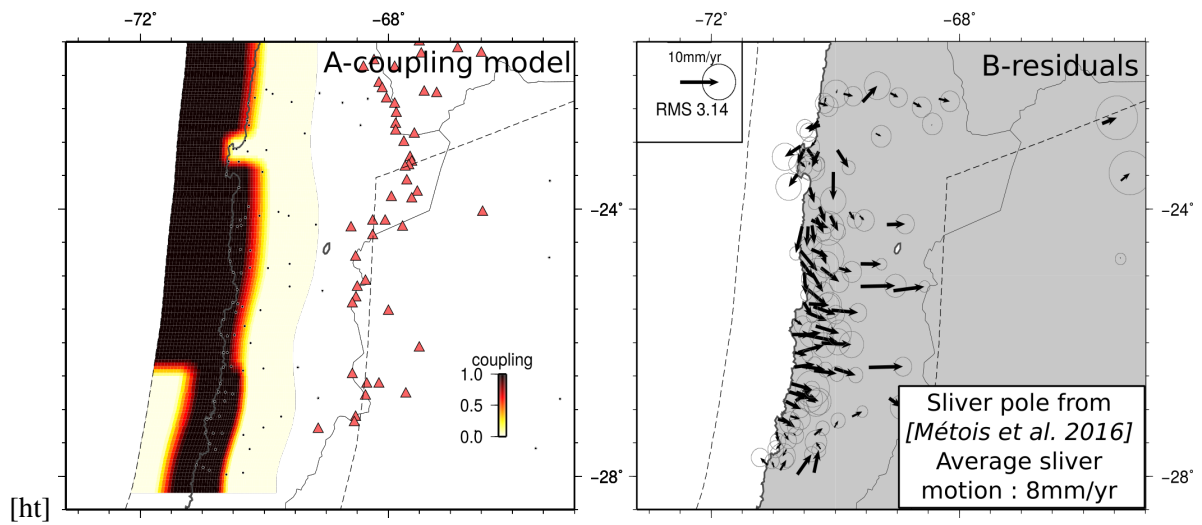 −72° −68° −72° −68°
A-coupling model
10mm/yr
RMS 3.14
B-residuals
−24° −24°
coupling
1.0
0.5
0.0
Sliver pole from
[Métois et al. 2016]
Average sliver
motion : 8mm/yr
−28° −28°
[ht]